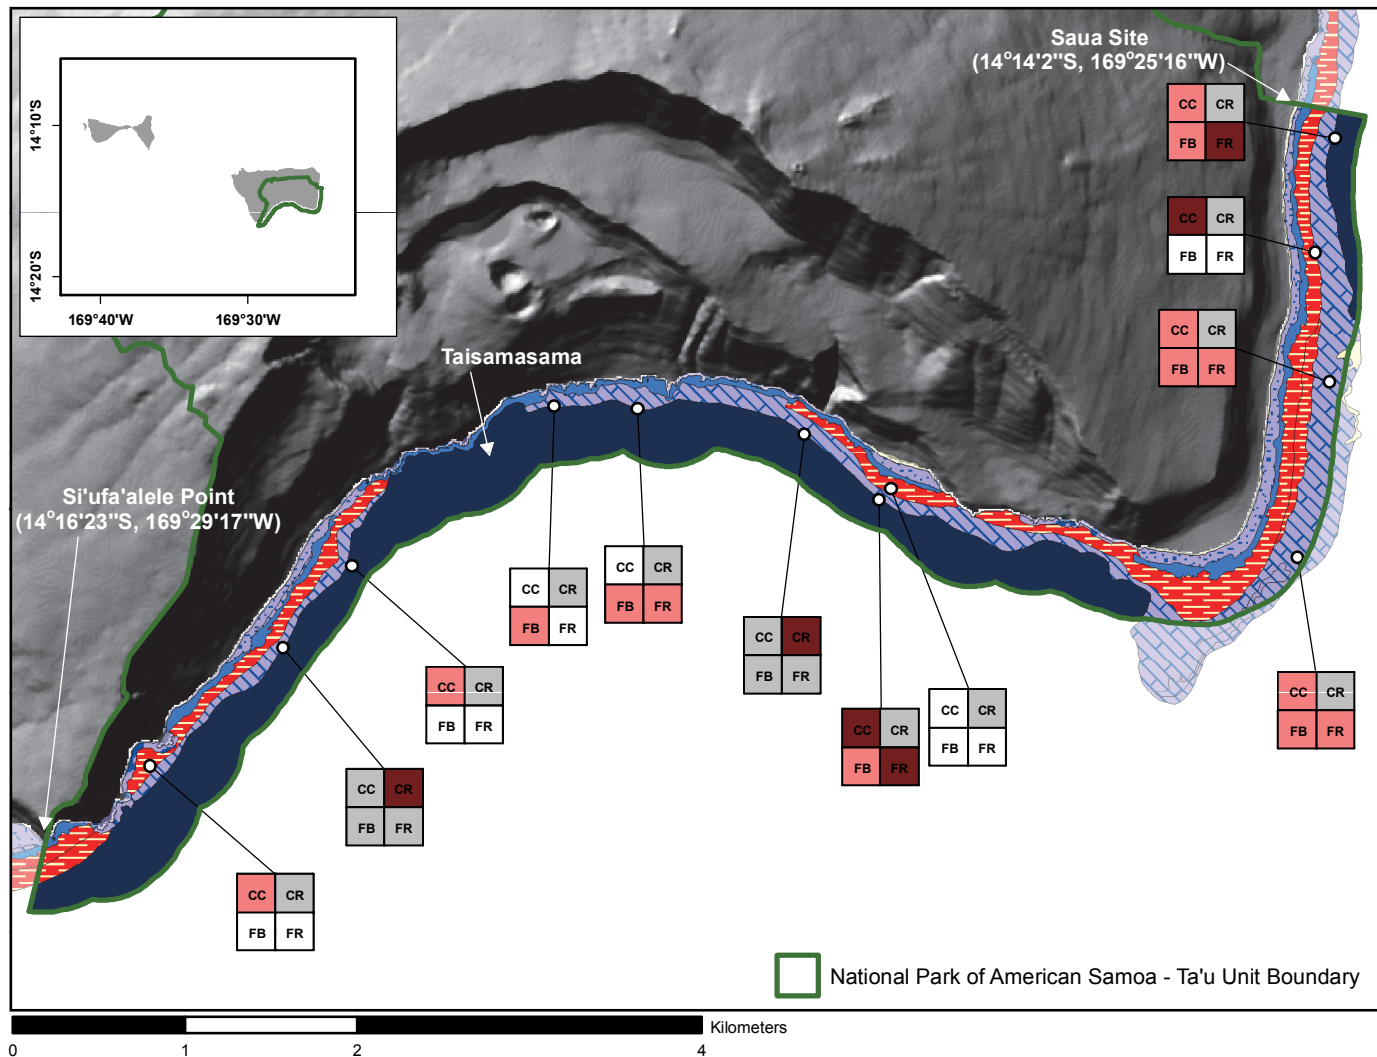 Saua Site
(14°14'2"S, 169°25'16"W)
14°10'S
14°20'S
169°40'W
169°30'W
Taisamasama
Si'ufa'alele Point
(14°16'23"S, 169°29'17"W)
CC CR
FB FR
CC CR
FB FR
CC CR
FB FR
CC CR
FB FR
CC CR
FB FR
CC CR
FB FR
CC CR
FB FR
CC CR
FB FR
CC CR
FB FR
CC CR
FB FR
CC CR
FB FR
CC CR
FB FR
National Park of American Samoa - Ta'u Unit Boundary
Kilometers
0 1 2 4